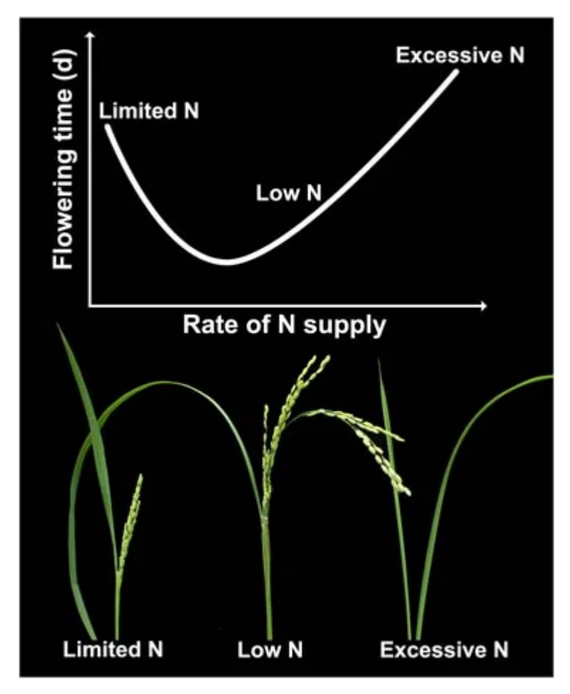 Flowering time (d)
Excessive N
Limited N
Low N
Rate of N supply
Limited N
Low N
Excessive N